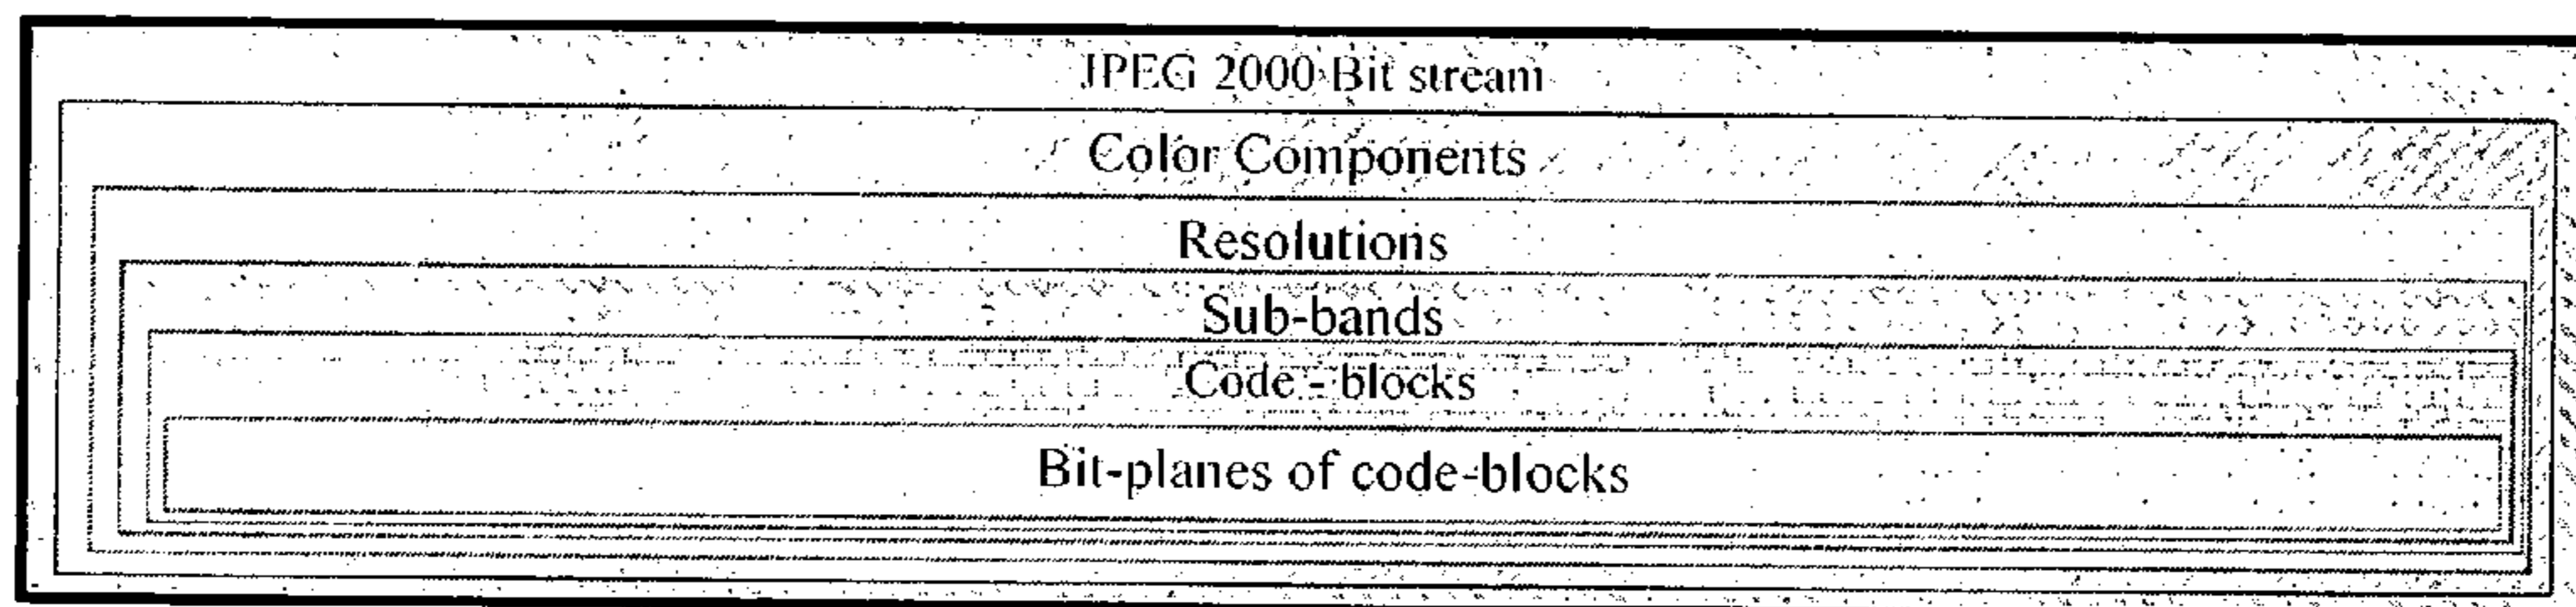 JPEG 2000 Bit stream
Color Components
Resolutions
Sub-bands
Code - blocks
Bit-planes of code-blocks